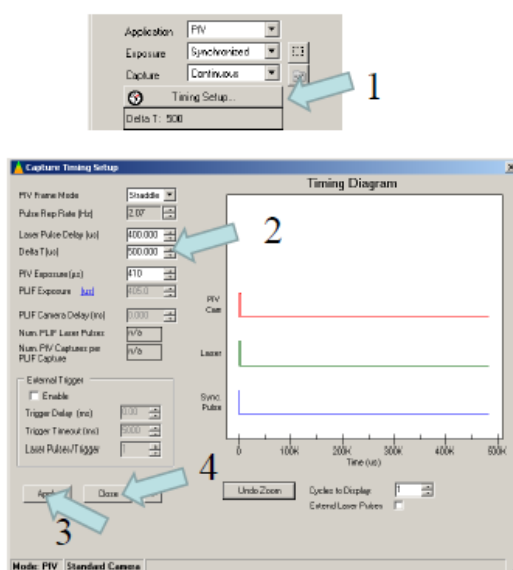 Application PIV
Exposure Synchronized
Capture Continuous
Timing Setup...
Delta T: 500
1
Capture Timing Setup
Timing Diagram
PIV Frame Mode Straddle
Pulse Rep Rate (Hz) 2.07
Laser Pulse Delay (us) 400.000
Delta T(us) 500.000
2
PIV Exposure (µs) 410
PLIF Exposure (us) 405.0
PLIF Camera Delay (ms) 0.000
Num. PLIF Laser Pulses n/a
Num. PIV Captures per PLIF Capture n/a
PIV
Cam
Laser
Sync.
Pulse
0 100K 200K 300K 400K 500K
Time (us)
External Trigger
Enable
Trigger Delay (ms) 0.00
Trigger Timeout (ms) 5000
Laser Pulses/Trigger 1
4
Close
3
Undo Zoom
Cycles to Display: 1
Extend Laser Pulses
Mode: PIV Standard Camera